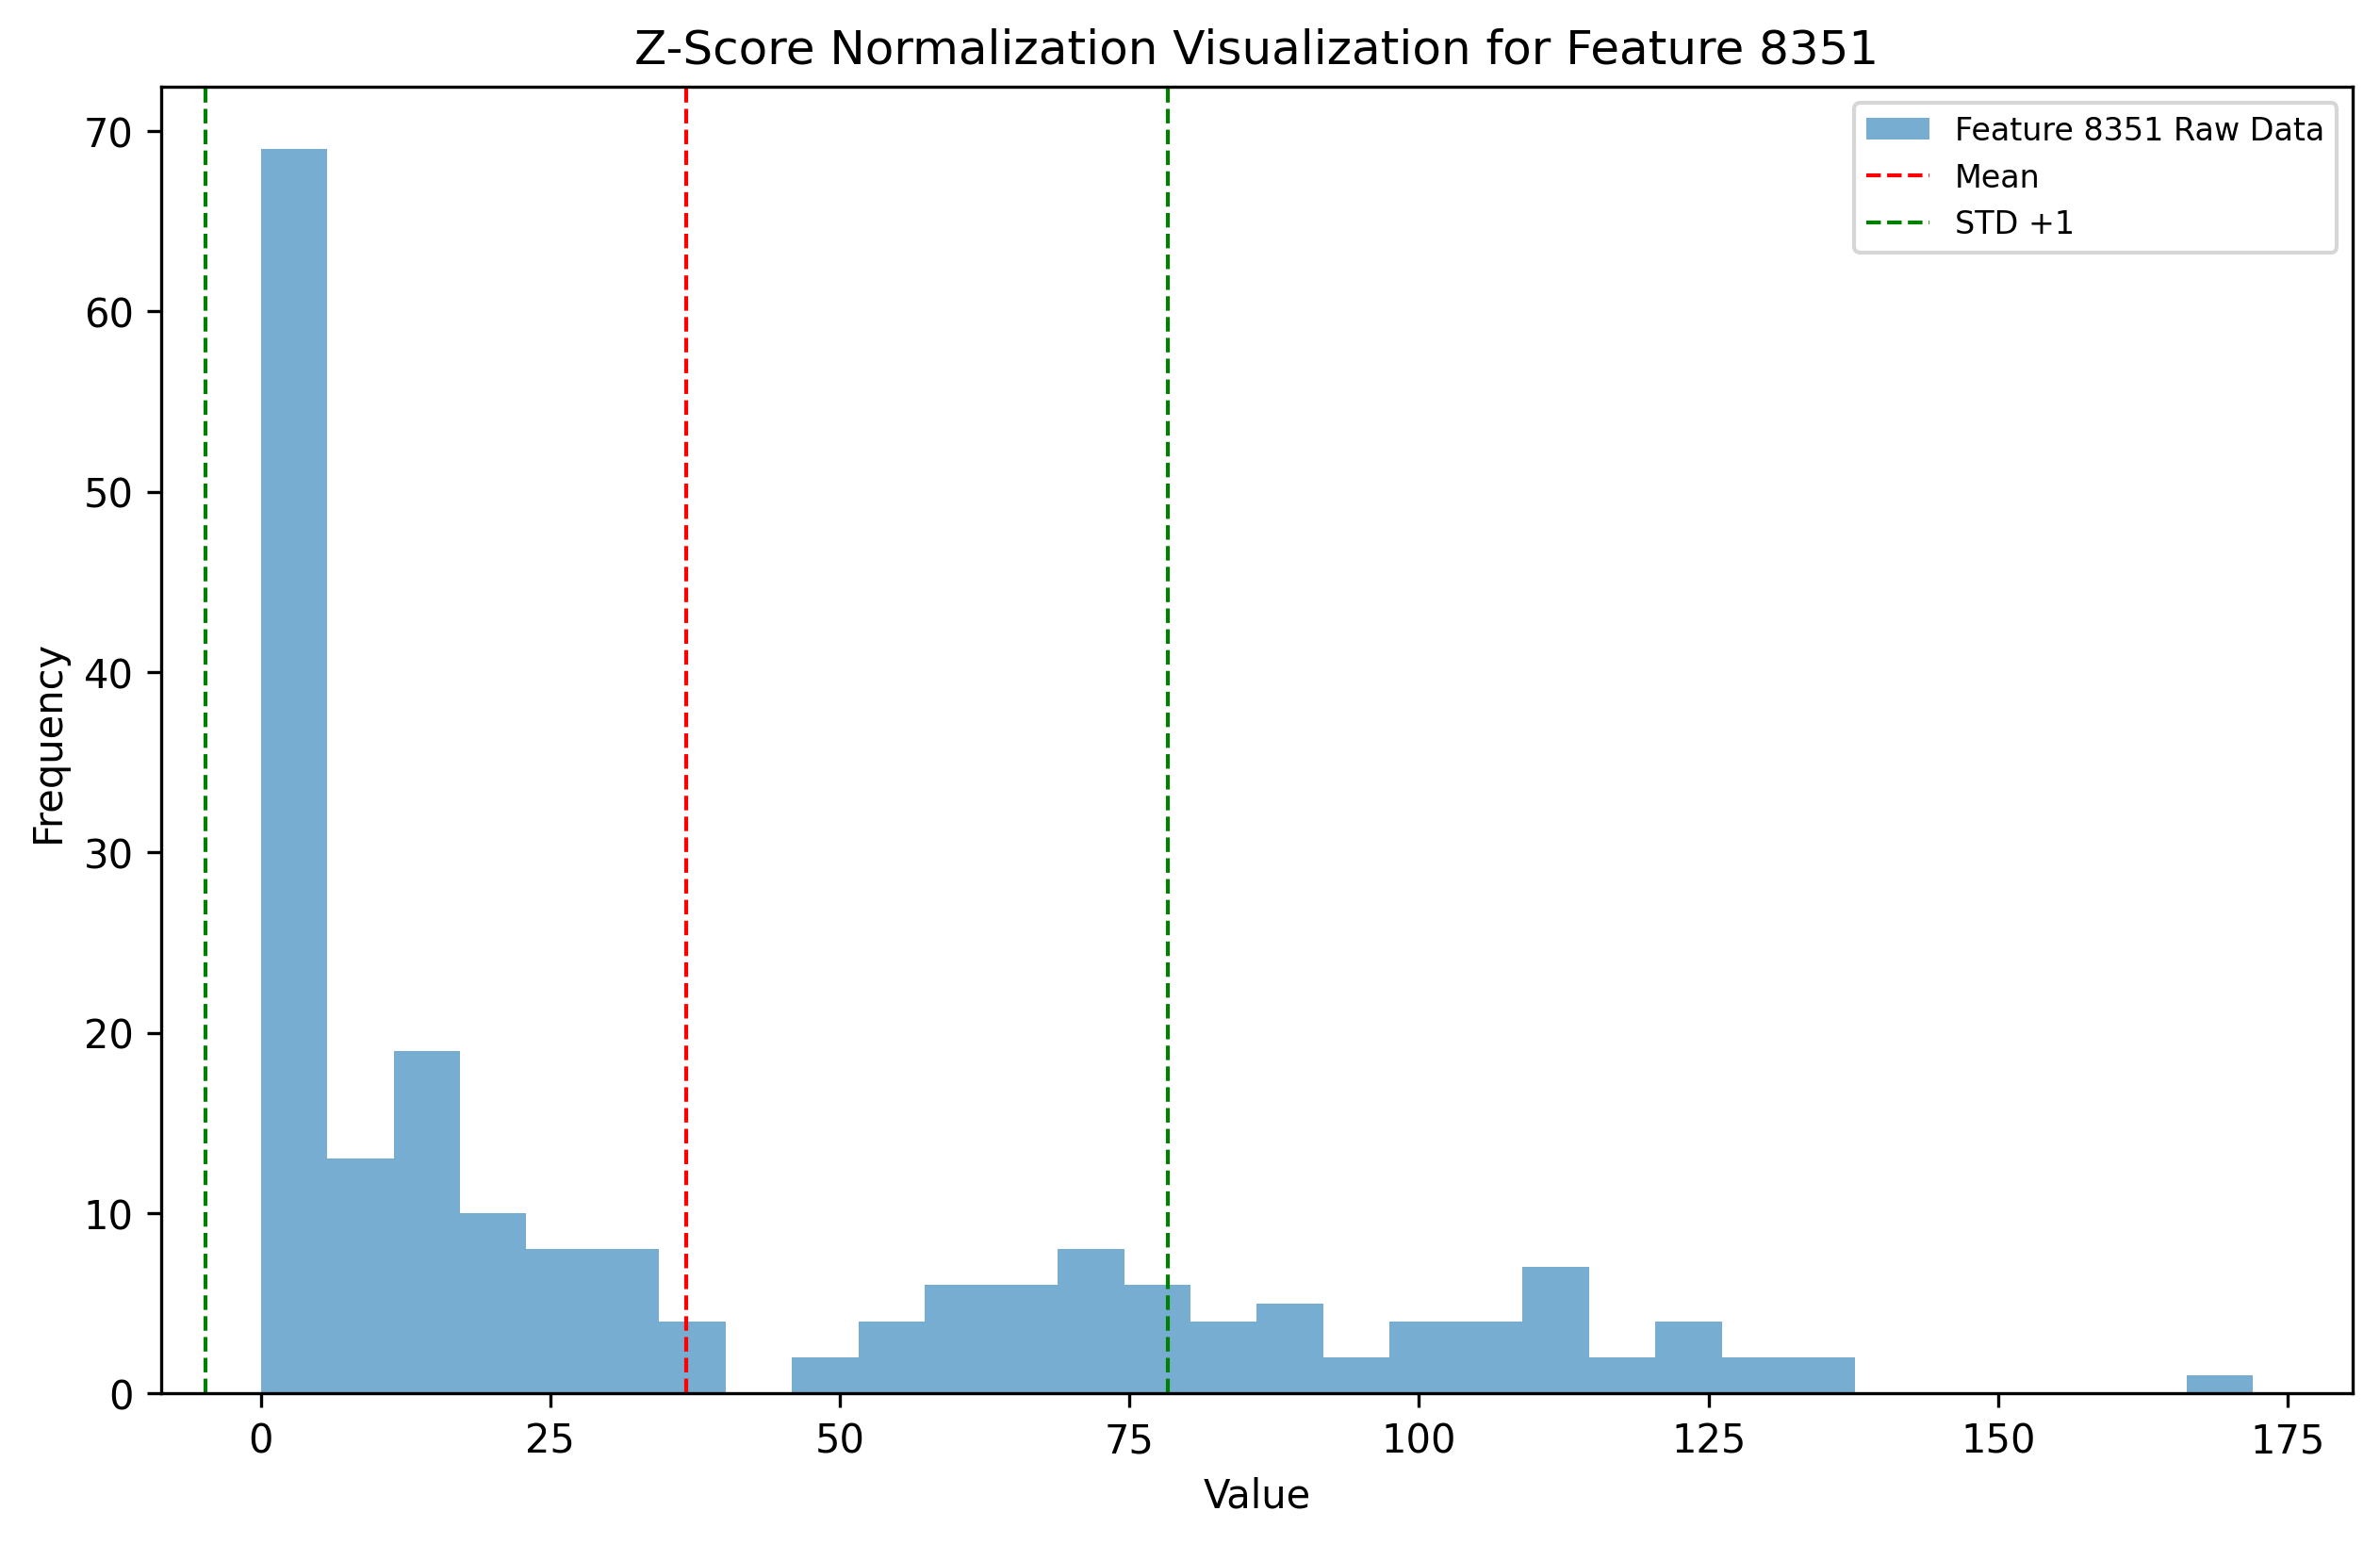 Z-Score Normalization Visualization for Feature 8351
Feature 8351 Raw Data
Mean
STD +1
Frequency
70
60
50
40
30
20
10
0
0 25 50 75 100 125 150 175
Value